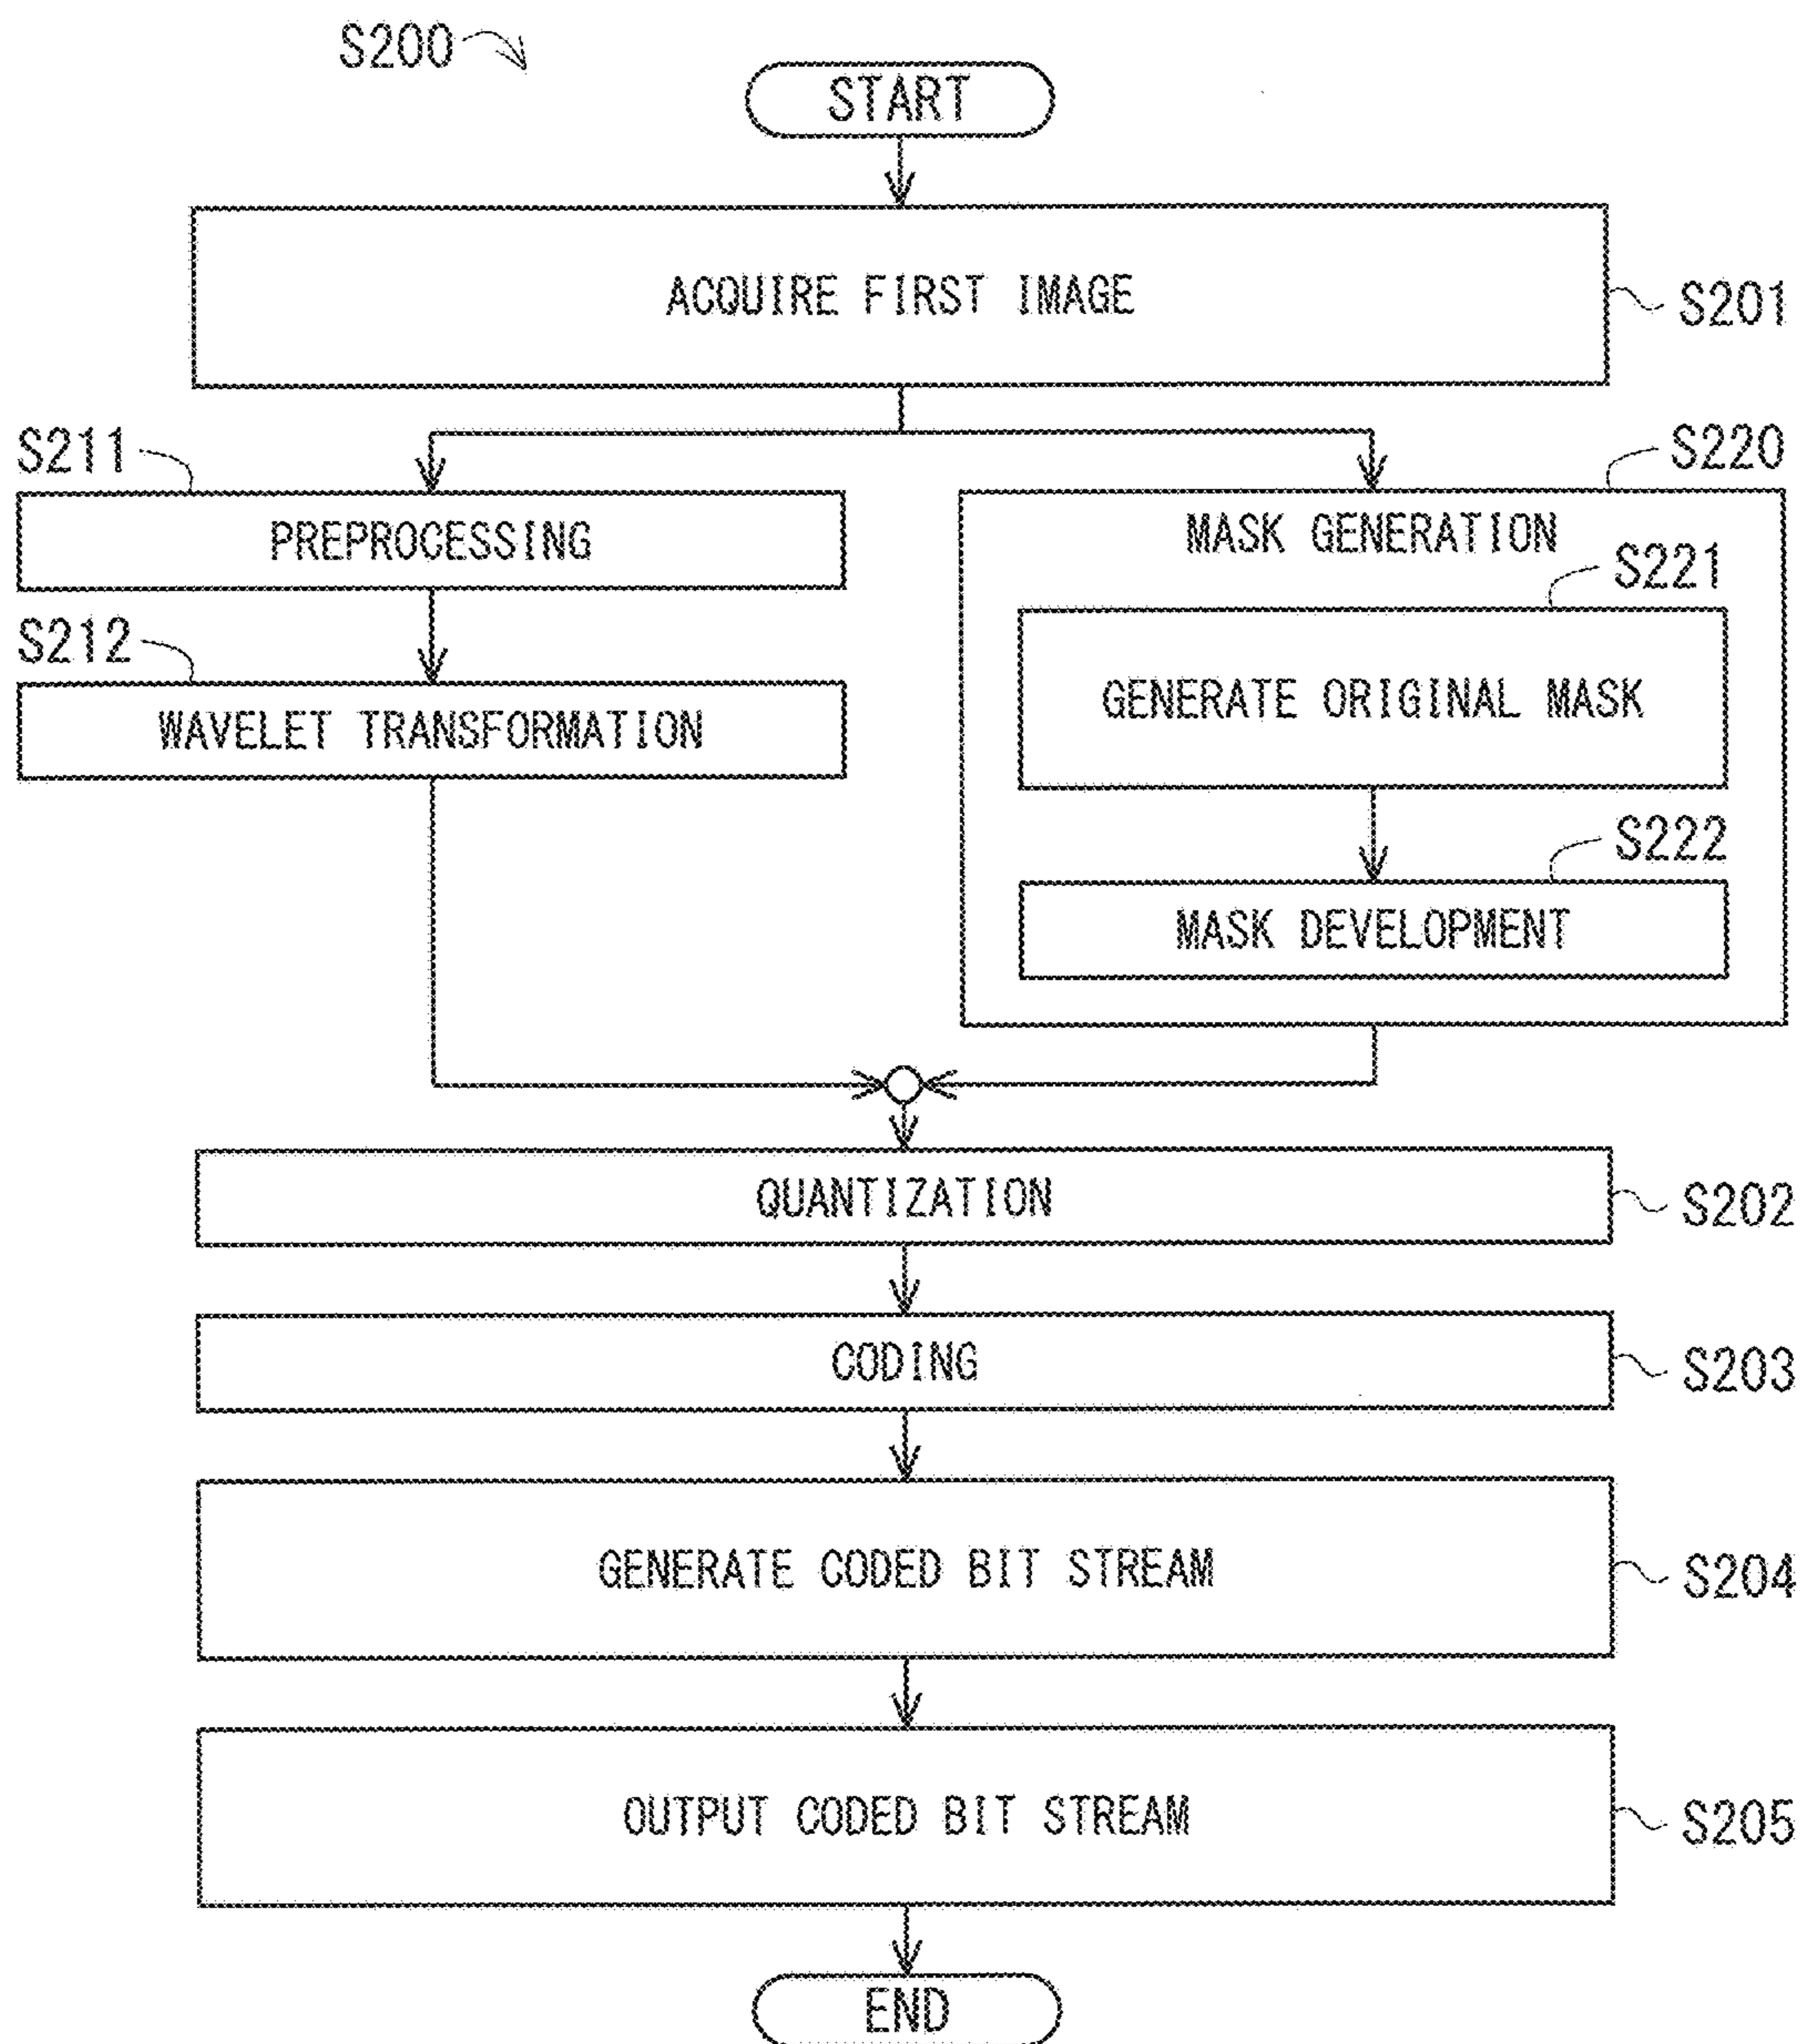 S200
START
ACQUIRE FIRST IMAGE
S201
S211
PREPROCESSING
S212
WAVELET TRANSFORMATION
S220
MASK GENERATION
S221
GENERATE ORIGINAL MASK
S222
MASK DEVELOPMENT
QUANTIZATION
S202
CODING
S203
GENERATE CODED BIT STREAM
S204
OUTPUT CODED BIT STREAM
S205
END